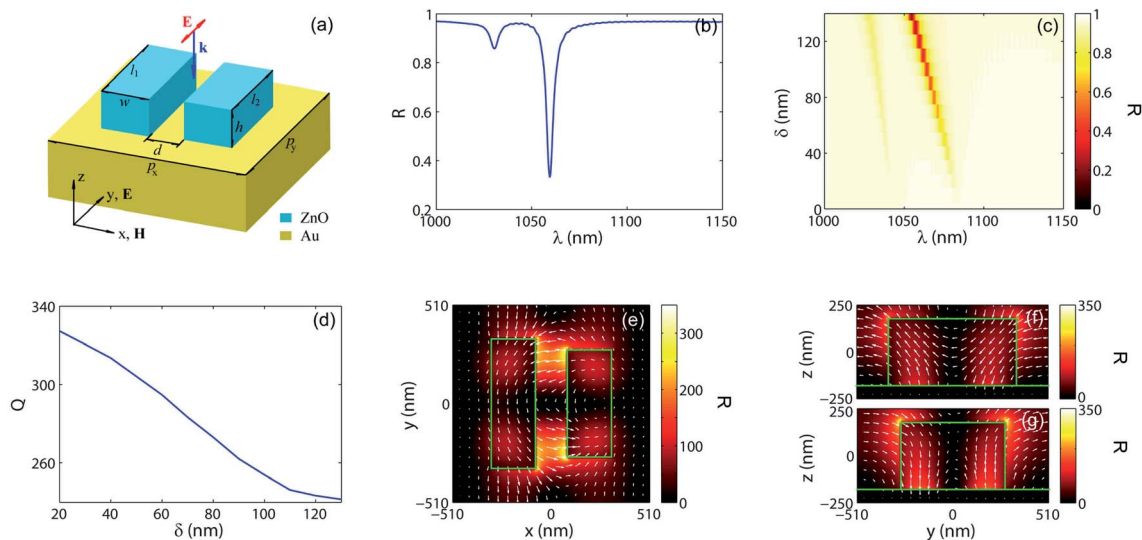 (a)
E
k
l1
w
l2
h
d
px
py
z
y, E
x, H
ZnO
Au
(b)
R
1
0.8
0.6
0.4
0.2
1000 1050 1100 1150
λ (nm)
(c)
δ (nm)
120
80
40
0
1000 1050 1100 1150
λ (nm)
1
0.8
0.6
0.4
0.2
0
R
(d)
Q
340
320
300
280
260
240
20 40 60 80 100 120
δ (nm)
(e)
y (nm)
510
0
−510
−510 0 510
x (nm)
300
200
100
0
R
(f)
z (nm)
250
0
−250
350
0
R
(g)
z (nm)
250
0
−250
−510 0 510
y (nm)
350
0
R